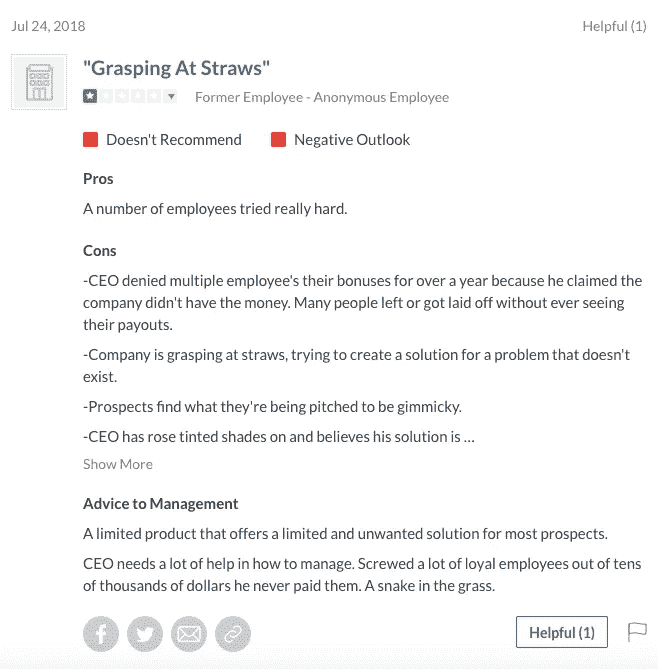 Jul 24, 2018 Helpful (1)
"Grasping At Straws"
Former Employee - Anonymous Employee
Doesn't Recommend Negative Outlook
Pros
A number of employees tried really hard.
Cons
-CEO denied multiple employee's their bonuses for over a year because he claimed the
company didn't have the money. Many people left or got laid off without ever seeing
their payouts.
-Company is grasping at straws, trying to create a solution for a problem that doesn't
exist.
-Prospects find what they're being pitched to be gimmicky.
-CEO has rose tinted shades on and believes his solution is ...
Show More
Advice to Management
A limited product that offers a limited and unwanted solution for most prospects.
CEO needs a lot of help in how to manage. Screwed a lot of loyal employees out of tens
of thousands of dollars he never paid them. A snake in the grass.
Helpful (1)